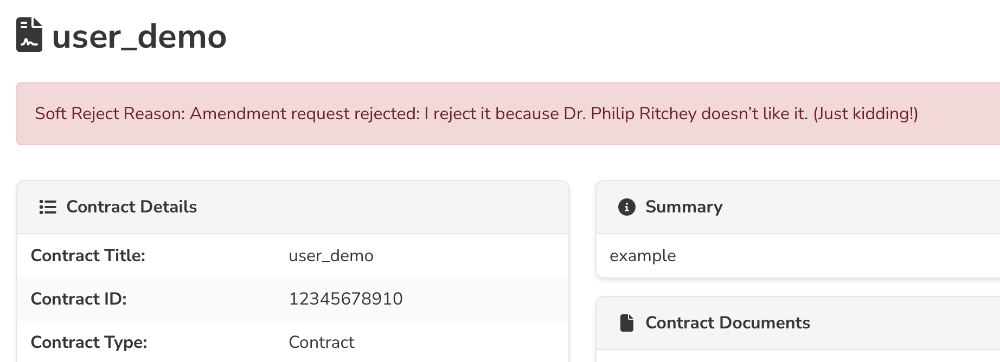 user_demo
Soft Reject Reason: Amendment request rejected: I reject it because Dr. Philip Ritchey doesn’t like it. (Just kidding!)
Contract Details
Contract Title: user_demo
Contract ID: 12345678910
Contract Type: Contract
Summary
example
Contract Documents